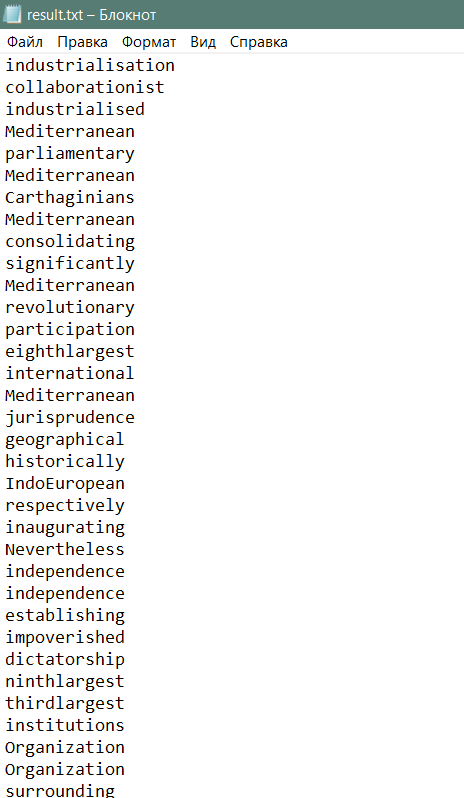 result.txt – Блокнот
Файл Правка Формат Вид Справка
industrialisation
collaborationist
industrialised
Mediterranean
parliamentary
Mediterranean
Carthaginians
Mediterranean
consolidating
significantly
Mediterranean
revolutionary
participation
eighthlargest
international
Mediterranean
jurisprudence
geographical
historically
IndoEuropean
respectively
inaugurating
Nevertheless
independence
independence
establishing
impoverished
dictatorship
ninthlargest
thirdlargest
institutions
Organization
Organization
surrounding